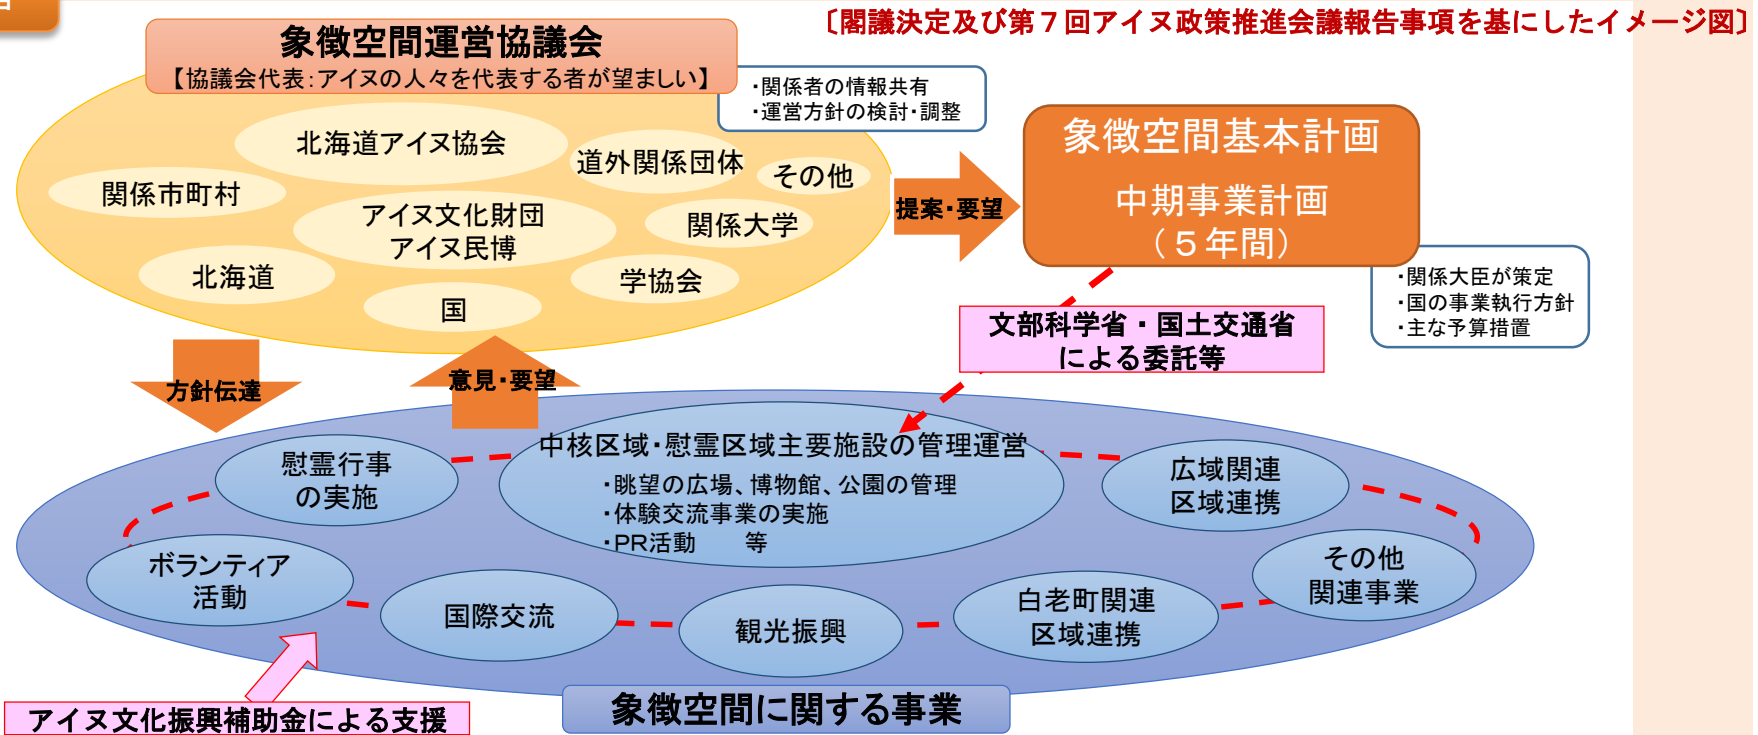 〔閣議決定及び第７回アイヌ政策推進会議報告事項を基にしたイメージ図〕
象徴空間運営協議会
【協議会代表：アイヌの人々を代表する者が望ましい】
・関係者の情報共有
・運営方針の検討・調整
北海道アイヌ協会
道外関係団体
その他
関係市町村
アイヌ文化財団
アイヌ民博
関係大学
北海道
学協会
国
提案・要望
象徴空間基本計画
中期事業計画
（５年間）
・関係大臣が策定
・国の事業執行方針
・主な予算措置
文部科学省・国土交通省
による委託等
方針伝達
意見・要望
慰霊行事
の実施
中核区域・慰霊区域主要施設の管理運営
・眺望の広場、博物館、公園の管理
・体験交流事業の実施
・PR活動　　等
広域関連
区域連携
ボランティア
活動
国際交流
観光振興
白老町関連
区域連携
その他
関連事業
アイヌ文化振興補助金による支援
象徴空間に関する事業